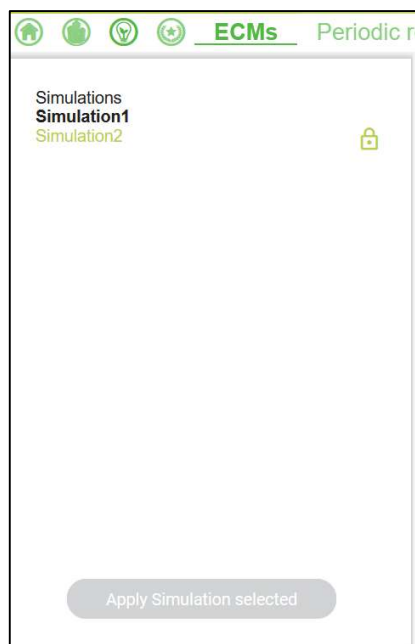 ECMs Periodic r
Simulations
Simulation1
Simulation2
Apply Simulation selected